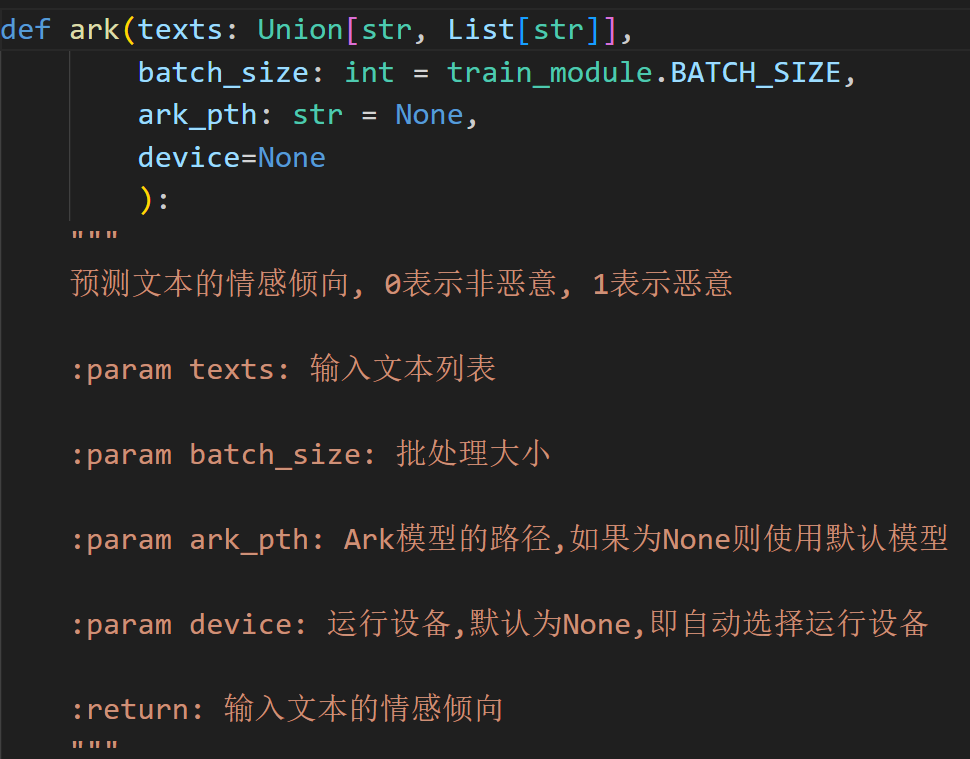 def ark(texts: Union[str, List[str]],
batch_size: int = train_module.BATCH_SIZE,
ark_pth: str = None,
device=None
):
"""
预测文本的情感倾向, 0表示非恶意, 1表示恶意
:param texts: 输入文本列表
:param batch_size: 批处理大小
:param ark_pth: Ark模型的路径,如果为None则使用默认模型
:param device: 运行设备,默认为None,即自动选择运行设备
:return: 输入文本的情感倾向
"""